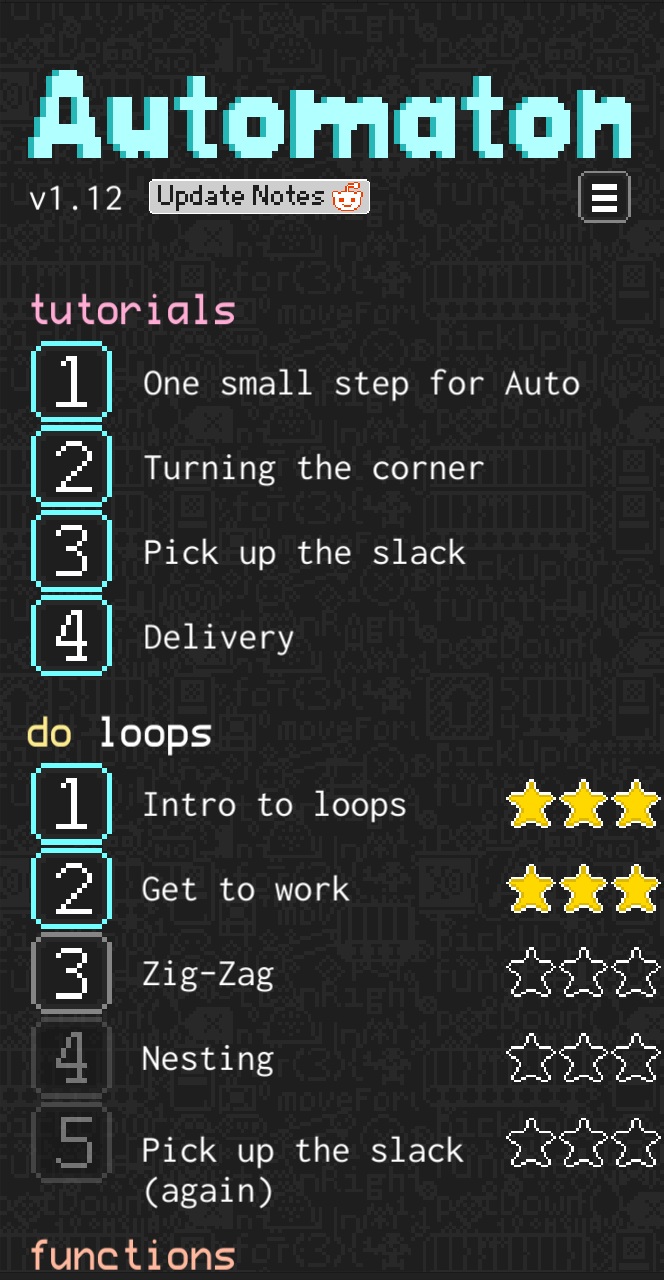 Automaton
v1.12 Update Notes
tutorials
1 One small step for Auto
2 Turning the corner
3 Pick up the slack
4 Delivery
do loops
1 Intro to loops
2 Get to work
3 Zig-Zag
4 Nesting
5 Pick up the slack
(again)
functions